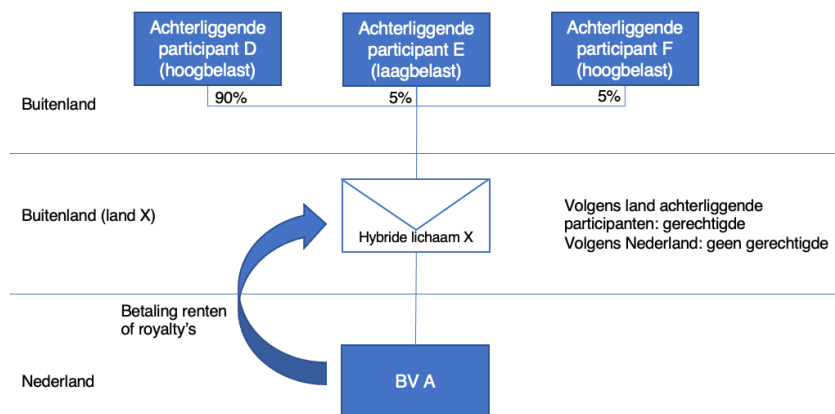 Achterliggende
participant D
(hoogbelast)
Achterliggende
participant E
(laagbelast)
Achterliggende
participant F
(hoogbelast)
90%
5%
5%
Buitenland
Buitenland (land X)
Hybride lichaam X
Volgens land achterliggende
participanten: gerechtigde
Volgens Nederland: geen gerechtigde
Betaling renten
of royalty's
Nederland
BV A